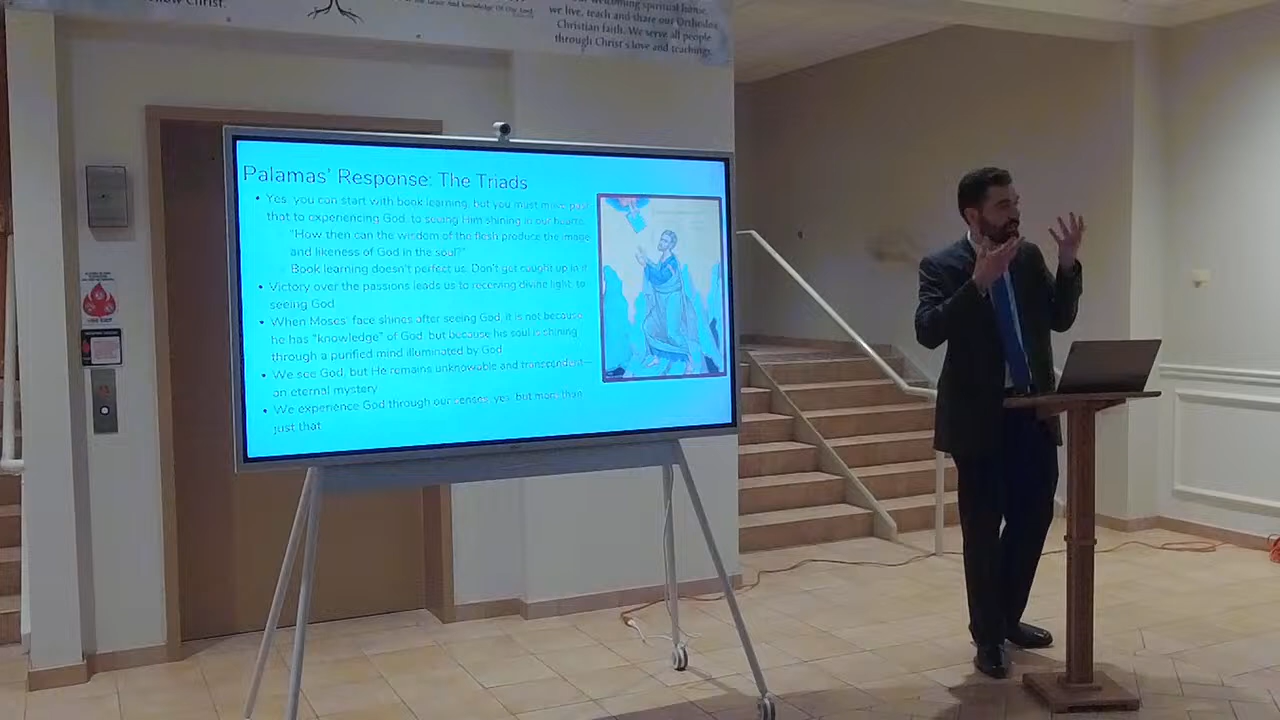 llow Christ.
we live, teach and share our Orthodox
Christian faith. We serve all people
through Christ's love and teachings.
Palamas' Response: The Triads
• Yes, you can start with book learning, but you must move past
that to experiencing God, to seeing Him shining in our hearts
"How then can the wisdom of the flesh produce the image
and likeness of God in the soul?"
Book learning doesn't perfect us. Don't get caught up in it
• Victory over the passions leads us to receiving divine light, to
seeing God
• When Moses' face shines after seeing God, it is not because
he has "knowledge" of God, but because his soul is shining
through a purified mind illuminated by God
• We see God, but He remains unknowable and transcendent—
an eternal mystery
• We experience God through our senses, yes, but more than
just that